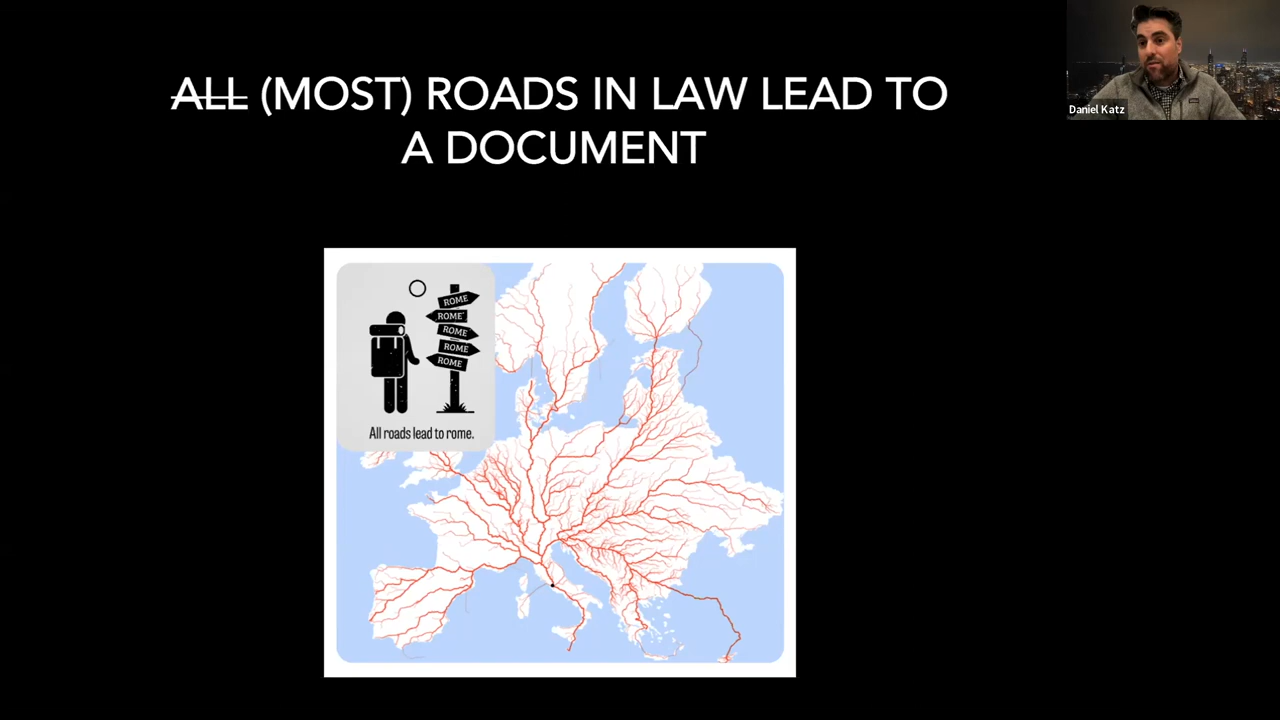 ALL (MOST) ROADS IN LAW LEAD TO
A DOCUMENT
Daniel Katz
ROME
ROME
ROME
ROME
ROME
All roads lead to rome.